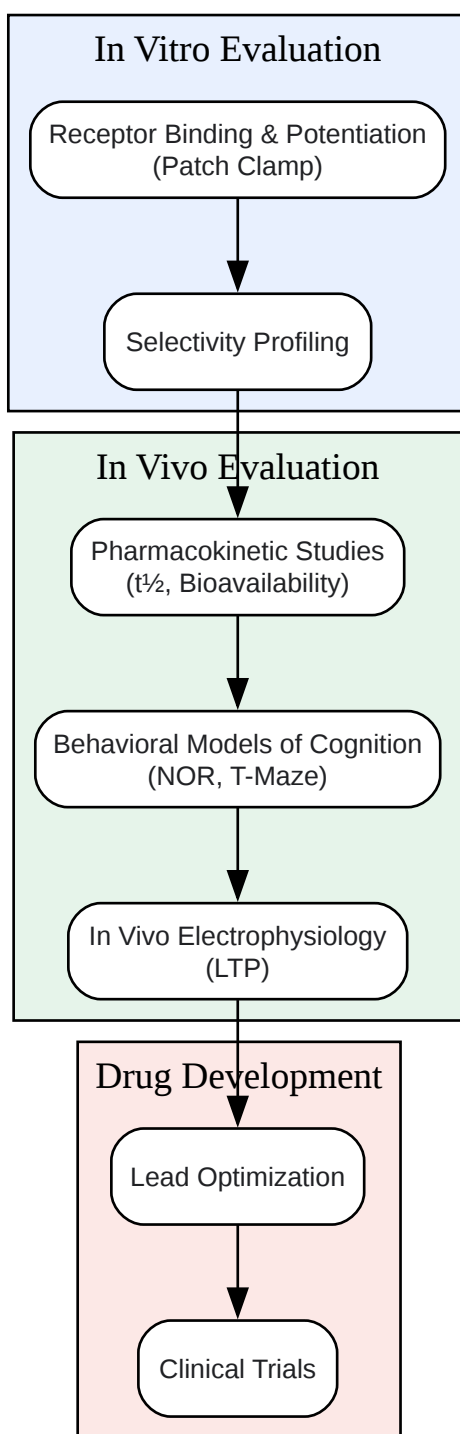 In Vitro Evaluation
Receptor Binding & Potentiation
(Patch Clamp)
Selectivity Profiling
In Vivo Evaluation
Pharmacokinetic Studies
(t½, Bioavailability)
Behavioral Models of Cognition
(NOR, T-Maze)
In Vivo Electrophysiology
(LTP)
Drug Development
Lead Optimization
Clinical Trials